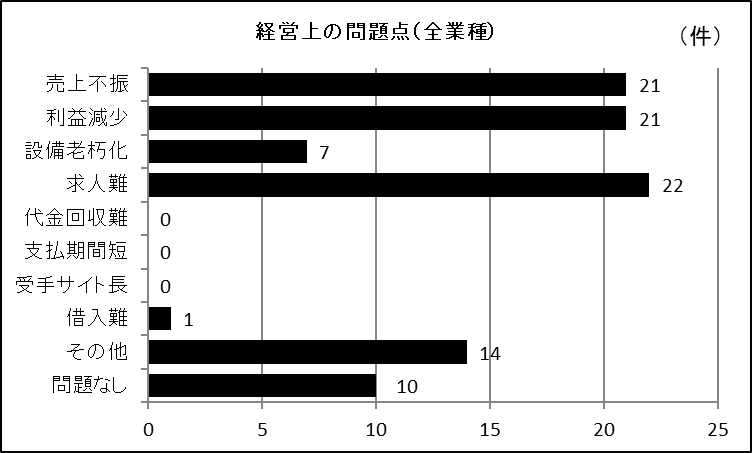 経営上の問題点(全業種)
(件)
売上不振 21
利益減少 21
設備老朽化 7
求人難 22
代金回収難 0
支払期間短 0
受手サイト長 0
借入難 1
その他 14
問題なし 10
0 5 10 15 20 25